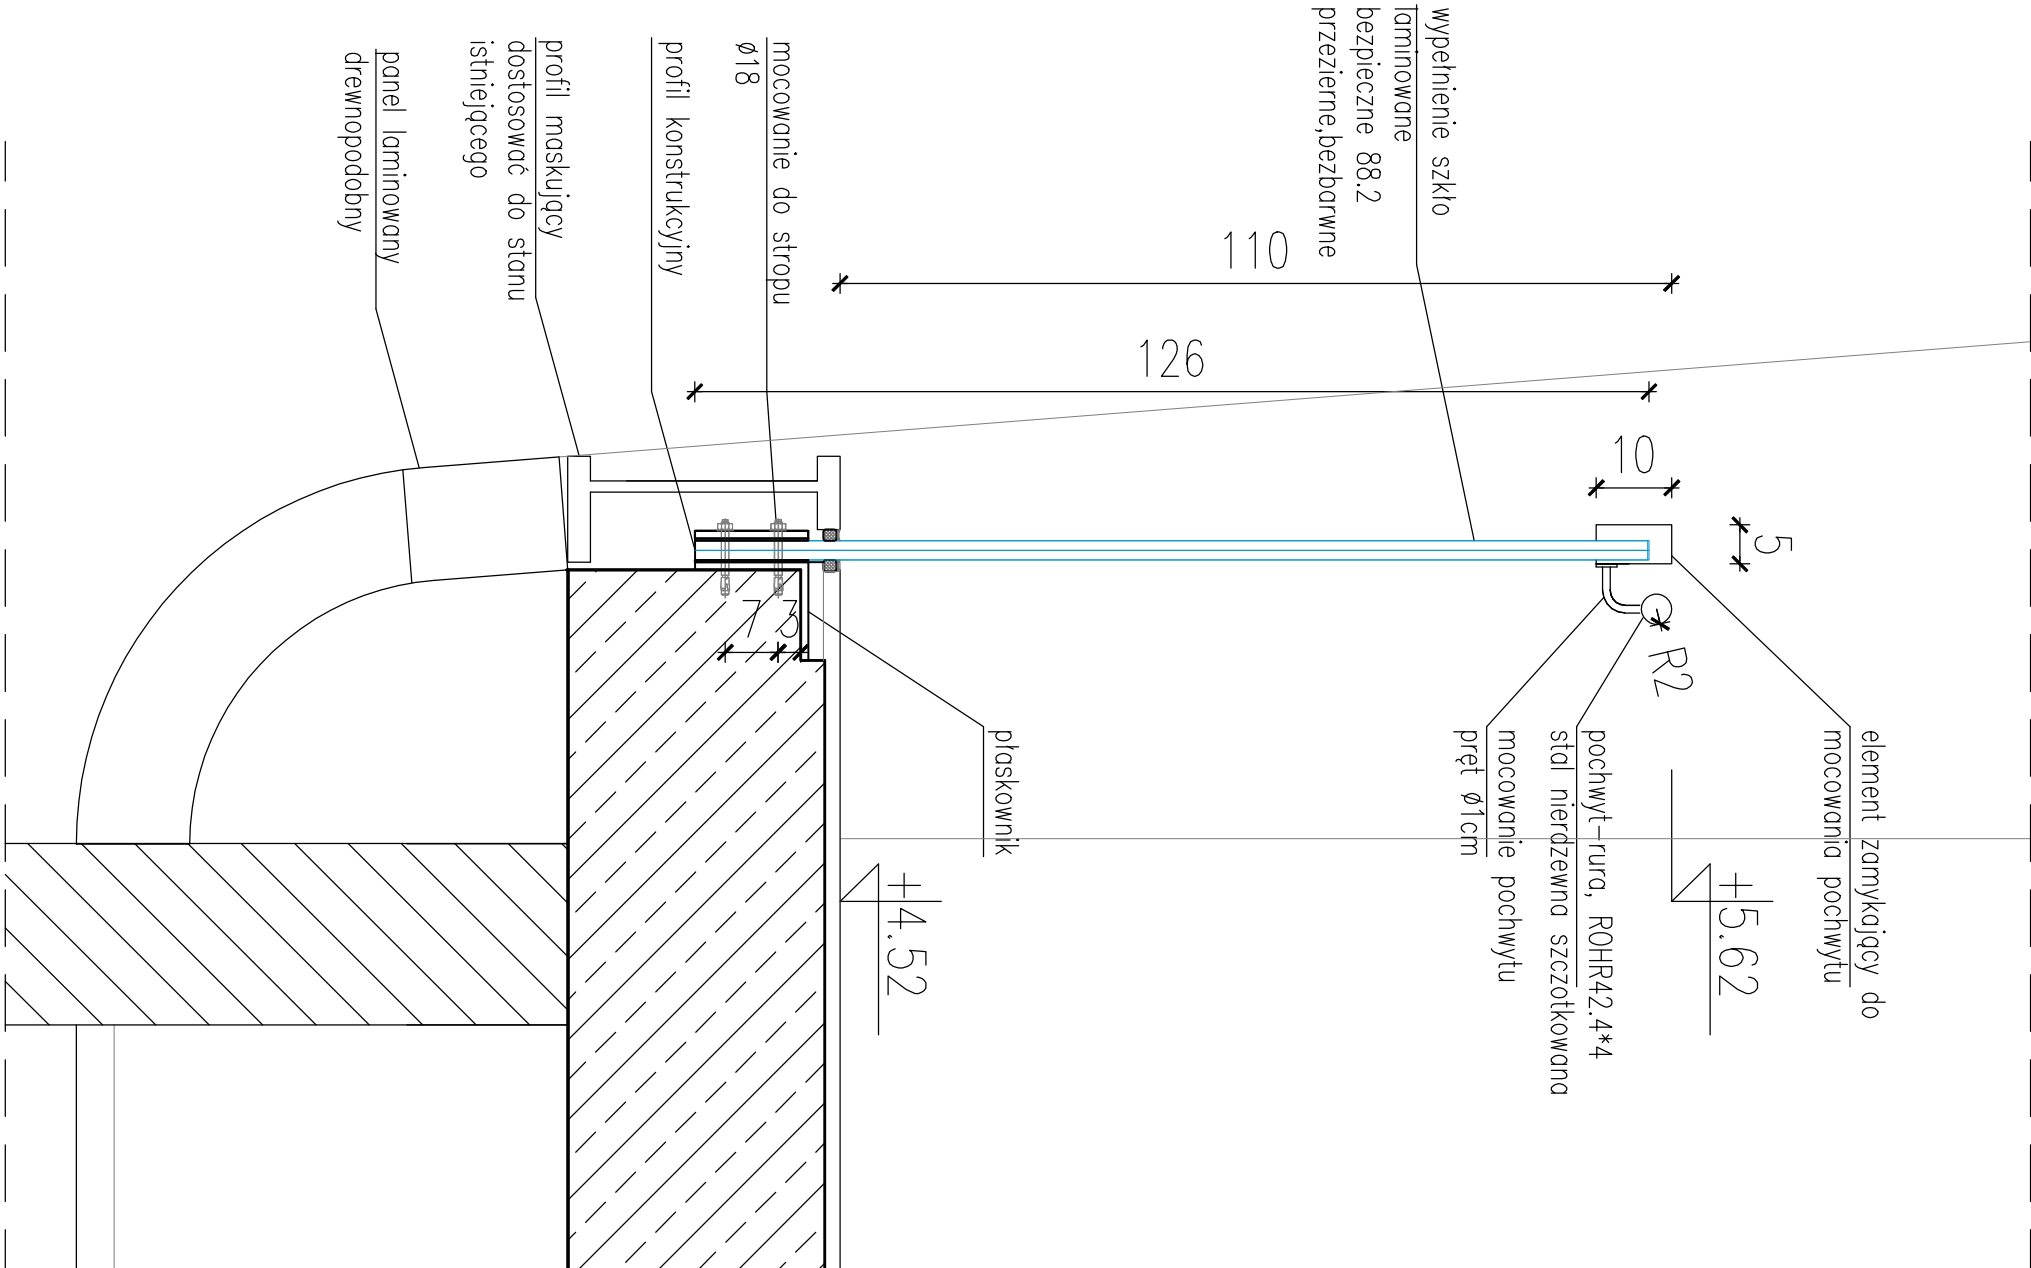 wypełnienie szkło
laminowane
bezpieczne 88.2
przezierne,bezbarwne
110
126
10
5
R2
element zamykający do
mocowania pochwytu
pochwyt-rura, ROHR42.4*4
stal nierdzewna szczotkowana
mocowanie pochwytu
pręt Ø1cm
+5.62
mocowanie do stropu
Ø18
profil konstrukcyjny
profil maskujący
dostosować do stanu
istniejącego
panel laminowany
drewnopodobny
7
3
płaskownik
+4.52